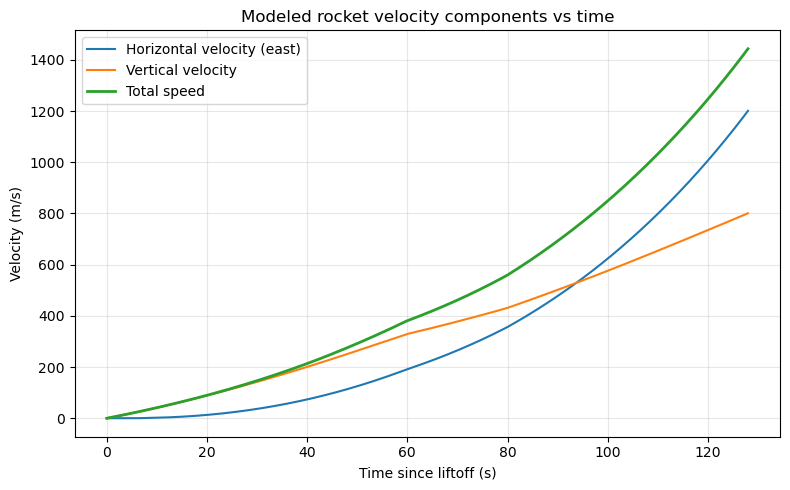 Modeled rocket velocity components vs time
Horizontal velocity (east)
Vertical velocity
Total speed
Velocity (m/s)
1400
1200
1000
800
600
400
200
0
0 20 40 60 80 100 120
Time since liftoff (s)